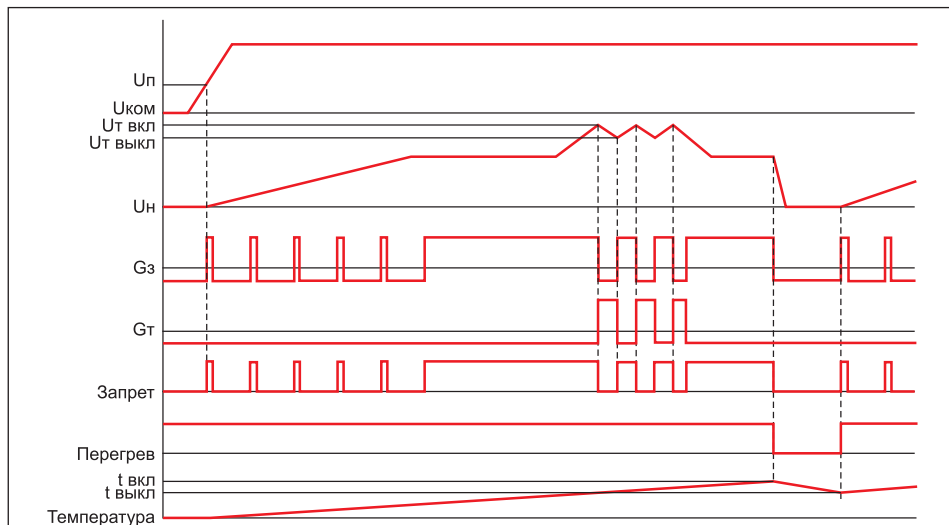 Uп
Uком
Uт вкл
Uт выкл
Uн
Gз
Gт
Запрет
Перегрев
t вкл
t выкл
Температура